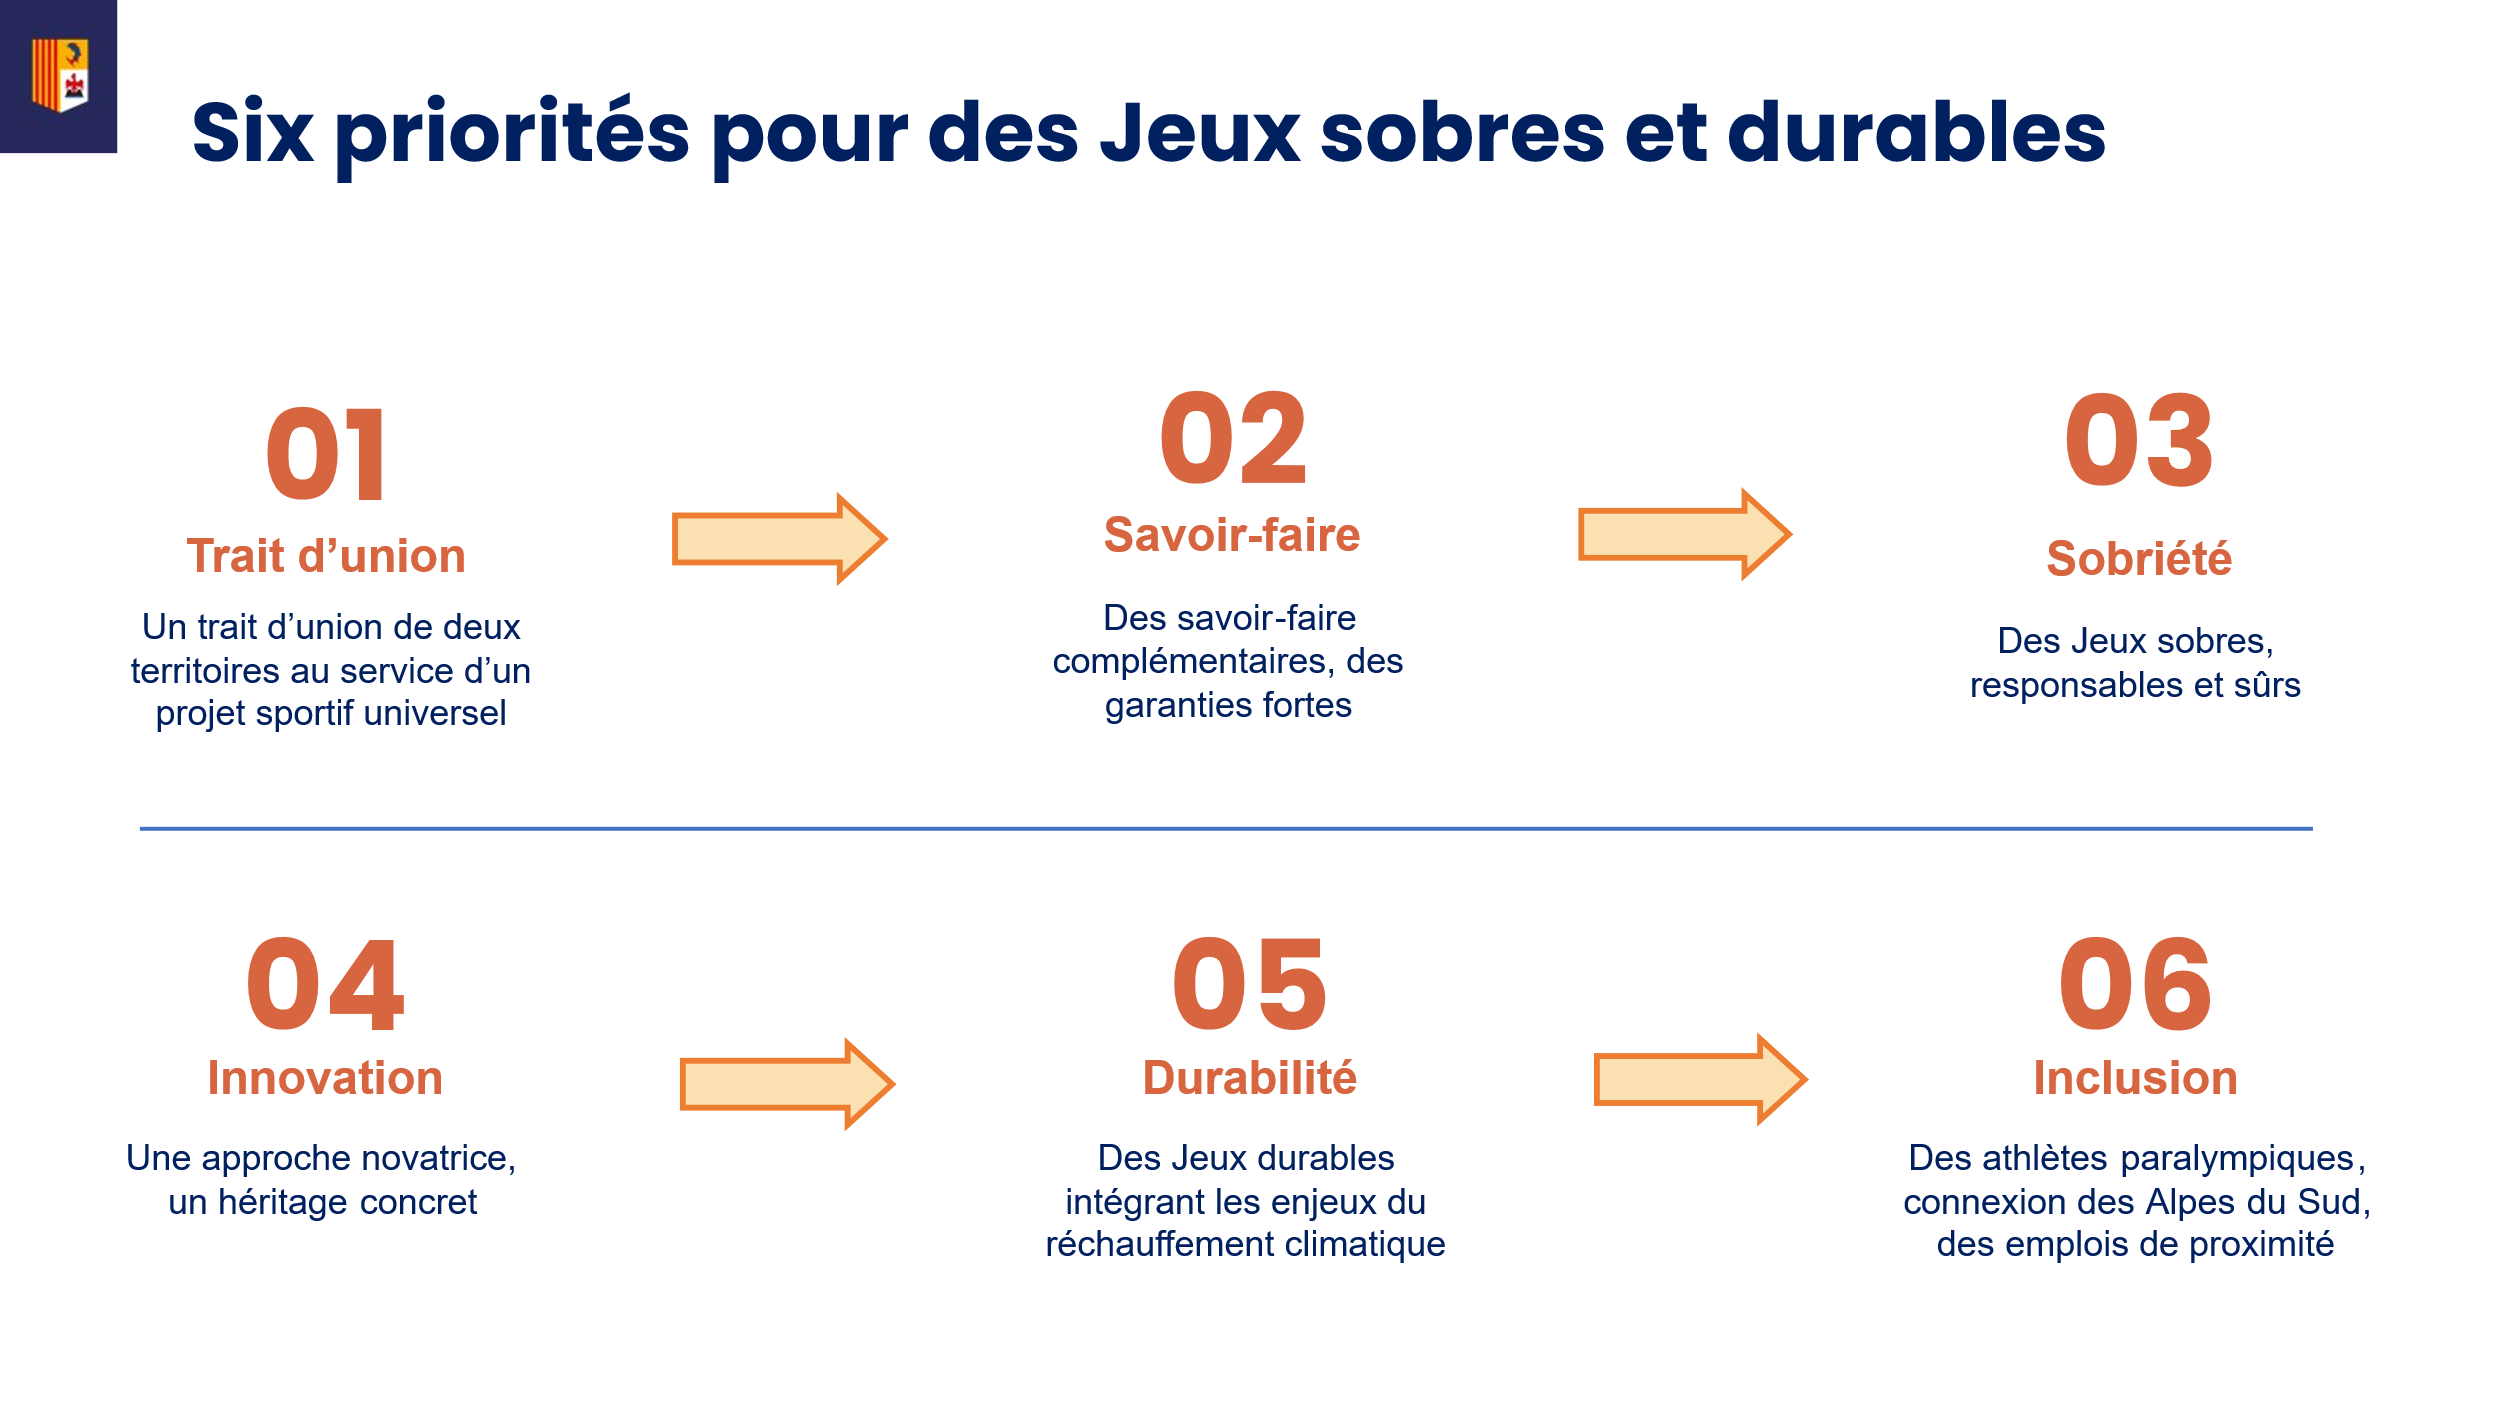 Six priorités pour des Jeux sobres et durables
01
Trait d’union
Un trait d’union de deux
territoires au service d’un
projet sportif universel
02
Savoir-faire
Des savoir-faire
complémentaires, des
garanties fortes
03
Sobriété
Des Jeux sobres,
responsables et sûrs
04
Innovation
Une approche novatrice,
un héritage concret
05
Durabilité
Des Jeux durables
intégrant les enjeux du
réchauffement climatique
06
Inclusion
Des athlètes paralympiques,
connexion des Alpes du Sud,
des emplois de proximité